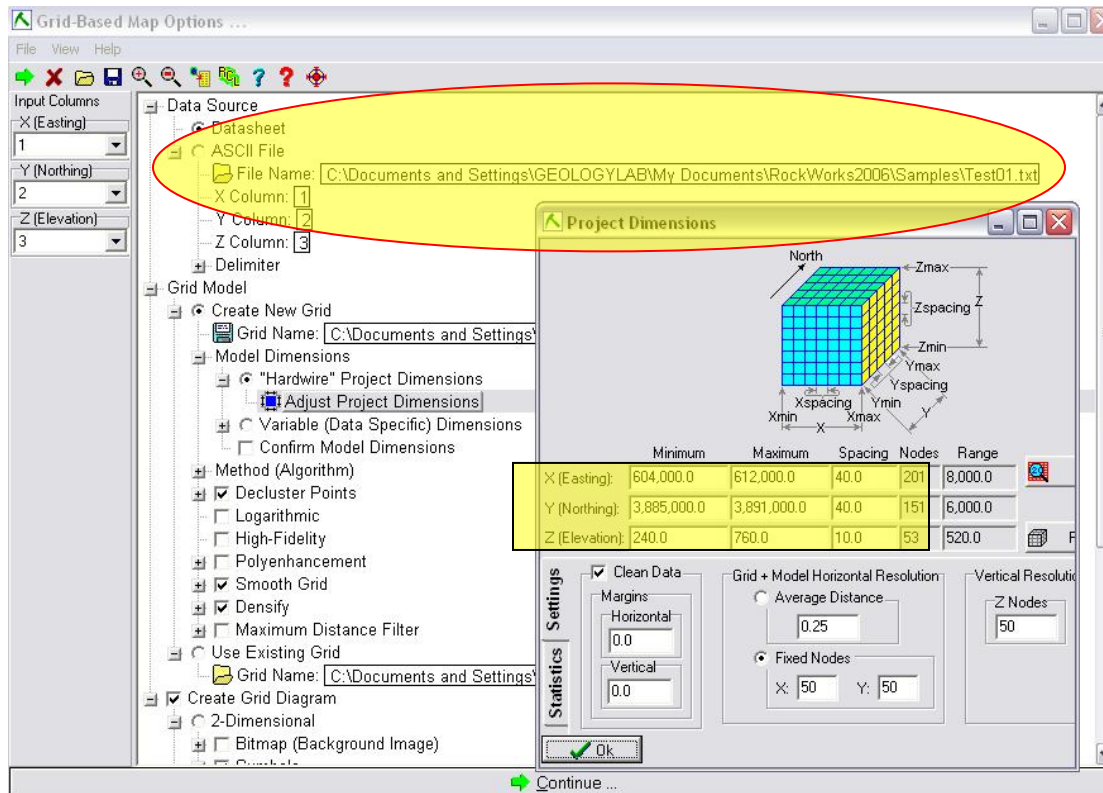 Grid-Based Map Options ...
File View Help
Input Columns
X (Easting)
1
Y (Northing)
2
Z (Elevation)
3
Data Source
Datasheet
ASCII File
File Name: C:\Documents and Settings\GEOLOGYLAB\My Documents\RockWorks2006\Samples\Test01.txt
X Column: 1
Y Column: 2
Z Column: 3
Delimiter
Grid Model
Create New Grid
Grid Name: C:\Documents and Settings\
Model Dimensions
"Hardwire" Project Dimensions
Adjust Project Dimensions
Variable (Data Specific) Dimensions
Confirm Model Dimensions
Method (Algorithm)
Decluster Points
Logarithmic
High-Fidelity
Polyenhancement
Smooth Grid
Densify
Maximum Distance Filter
Use Existing Grid
Grid Name: C:\Documents and Settings\
Create Grid Diagram
2-Dimensional
Bitmap (Background Image)
Project Dimensions
North
Zmax
Zspacing
Z
Zmin
Ymax
Yspacing
Y
Ymin
Xspacing
Xmin
Xmax
X
Minimum Maximum Spacing Nodes Range
X (Easting): 604,000.0 612,000.0 40.0 201 8,000.0
Y (Northing): 3,885,000.0 3,891,000.0 40.0 151 6,000.0
Z (Elevation): 240.0 760.0 10.0 53 520.0
Settings
Statistics
Clean Data
Margins
Horizontal
0.0
Vertical
0.0
Grid + Model Horizontal Resolution
Average Distance
0.25
Fixed Nodes
X: 50 Y: 50
Vertical Resolutio
Z Nodes
50
Ok
Continue ...